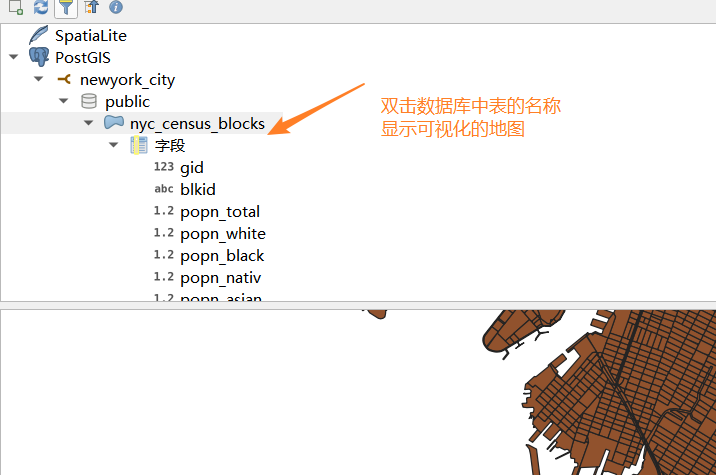 SpatiaLite
PostGIS
newyork_city
public
nyc_census_blocks
双击数据库中表的名称
显示可视化的地图
字段
123 gid
abc blkid
1.2 popn_total
1.2 popn_white
1.2 popn_black
1.2 popn_nativ
1.2 popn_asian